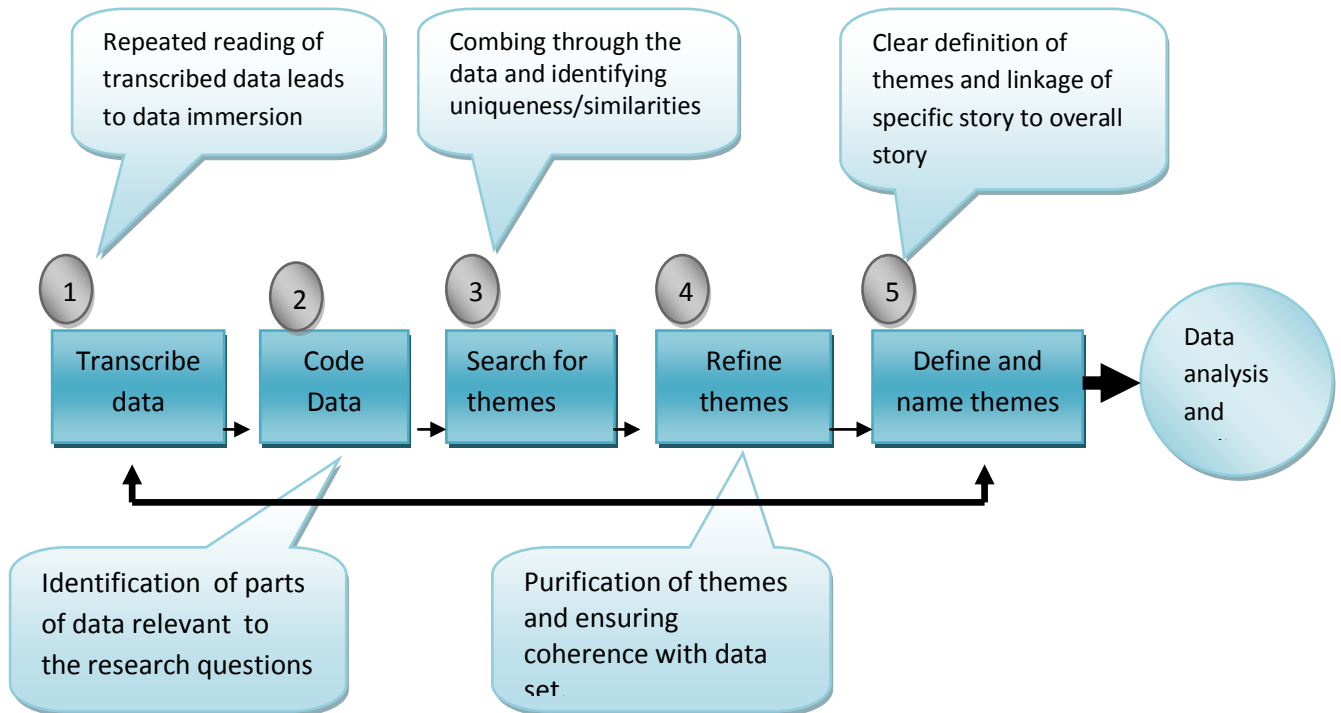 Repeated reading of
transcribed data leads
to data immersion
Combing through the
data and identifying
uniqueness/similarities
Clear definition of
themes and linkage of
specific story to overall
story
1
2
3
4
5
Transcribe
data
Code
Data
Search for
themes
Refine
themes
Define and
name themes
Data
analysis
and
Identification of parts
of data relevant to
the research questions
Purification of themes
and ensuring
coherence with data
set.